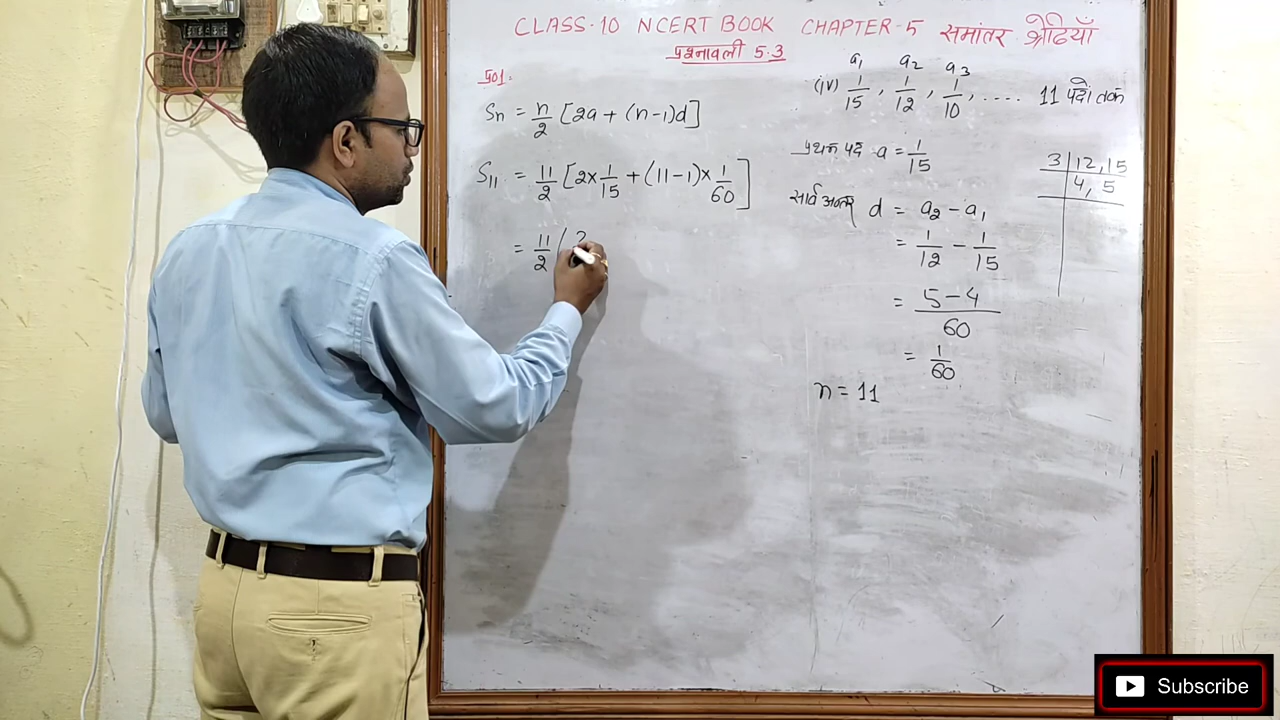 CLASS-10 NCERT BOOK CHAPTER 5 समांतर श्रेढियाँ
प्रश्नावली 5.3
प्र01.
Sn = n/2 [2a + (n-1)d]
S11 = 11/2 [2×1/15 + (11-1)×1/60]
= 11/2 [2
a1 a2 a3
(iv) 1/15, 1/12, 1/10, .... 11 पदो तक
प्रथम पद a = 1/15
सार्व अन्तर d = a2 - a1
= 1/12 - 1/15
= 5-4/60
= 1/60
n = 11
3 | 12, 15
4, 5
Subscribe